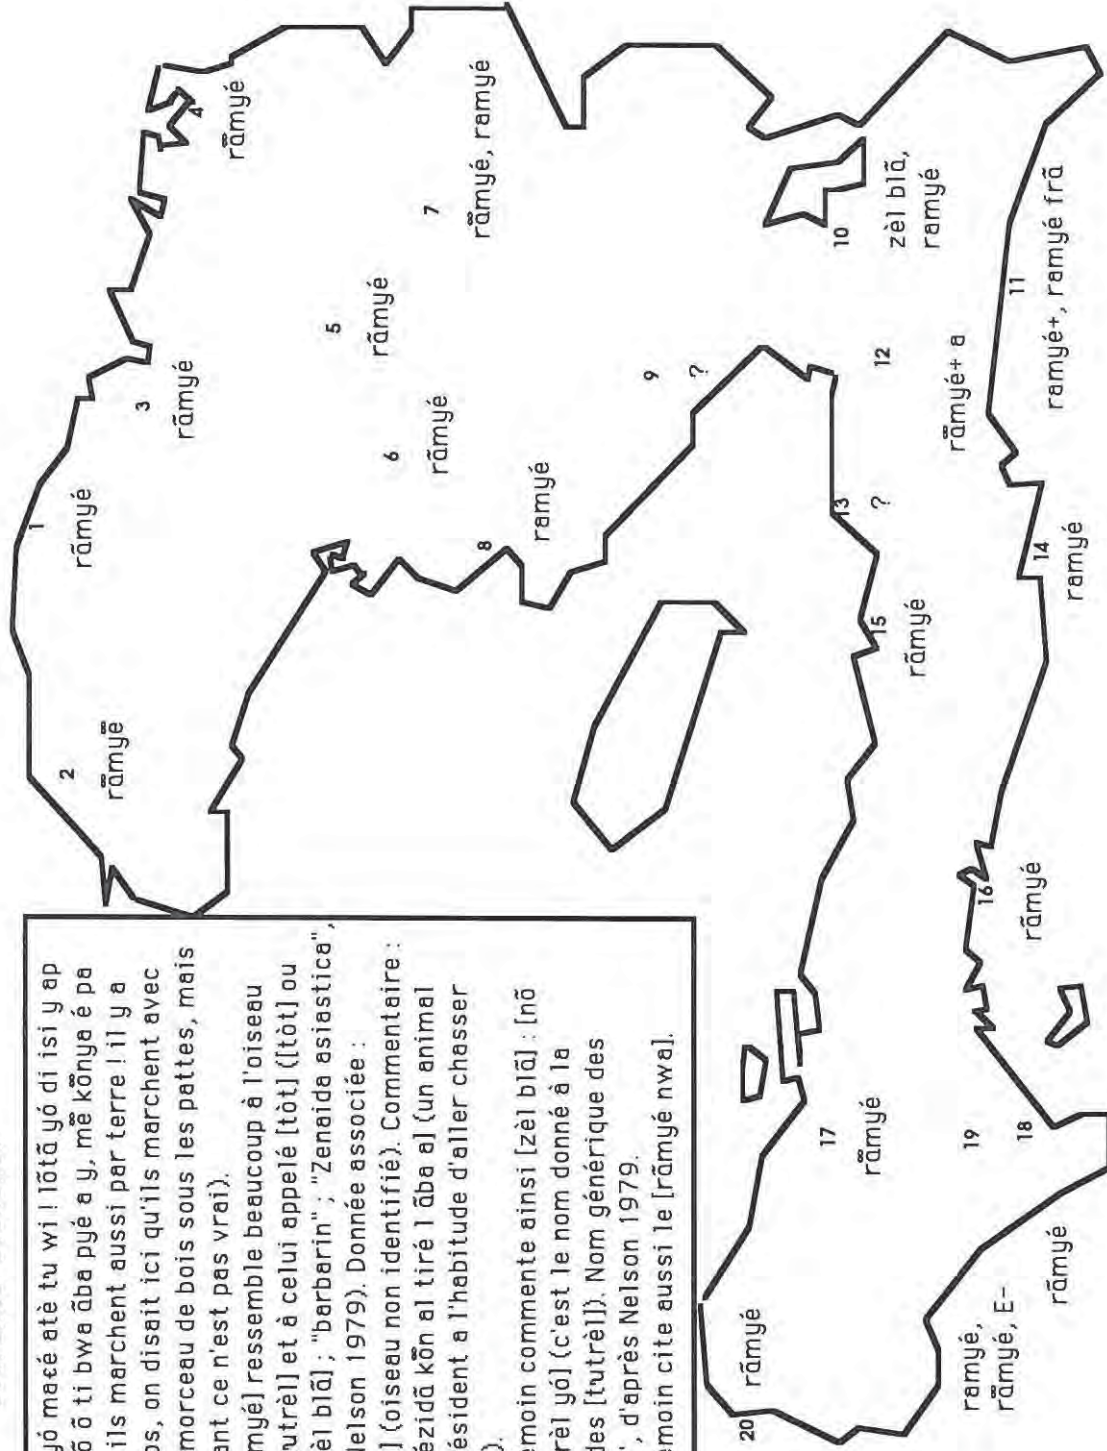 yó maɛé atè tu wi ! lõtã yó di isi y ap
õ õ ti bwa ãba pyé a y, mẽ kõnya é pa
ils marchent aussi par terre ! il y a
ps, on disait ici qu'ils marchent avec
morceau de bois sous les pattes, mais
ant ce n'est pas vrai).
myé] ressemble beaucoup à l'oiseau
utrèl] et à celui appelé [tòt] ([tòt] ou
èl blã] ; "barbarin" ; "Zenaida asiastica",
Nelson 1979). Donnée associée :
] (oiseau non identifié). Commentaire :
ézidã kõn al tiré l ãba a] (un animal
ésident a l'habitude d'aller chasser
).
emoin commente ainsi [zèl blã] : [nõ
rèl yó] (c'est le nom donné à la
des [tutrèl]). Nom générique des
", d'après Nelson 1979.
emoin cite aussi le [rãmyé nwa].
1
rãmyé
2
rãmyẽ
3
rãmyé
4
rãmyé
5
rãmyé
6
rãmyé
7
rãmyé, ramyé
8
ramyé
9
?
10
zèl blã,
ramyé
11
ramyé+, ramyé frã
12
rãmyé+ a
13
?
14
ramyé
15
rãmyé
16
rãmyé
17
rãmyé
18
rãmyé
19
ramyé,
rãmyé, E-
20
rãmyé